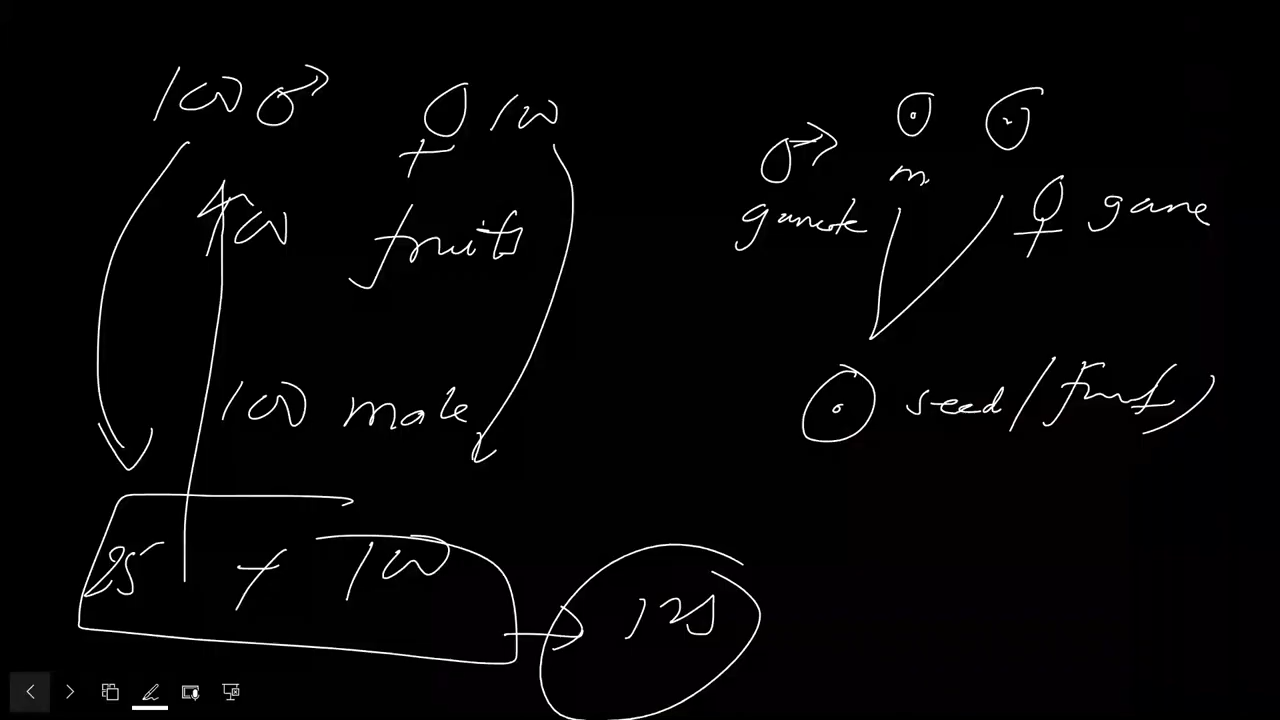 100 ♂ ♀ 100
100 fruits
100 male
25 + 100 → 125
♂ m
gamete ♀ game
seed / fruit)